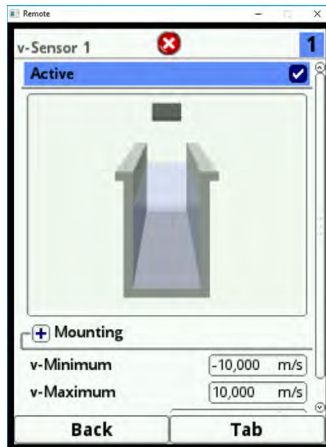 Remote
v-Sensor 1 1
Active
Mounting
v-Minimum -10,000 m/s
v-Maximum 10,000 m/s
Back Tab